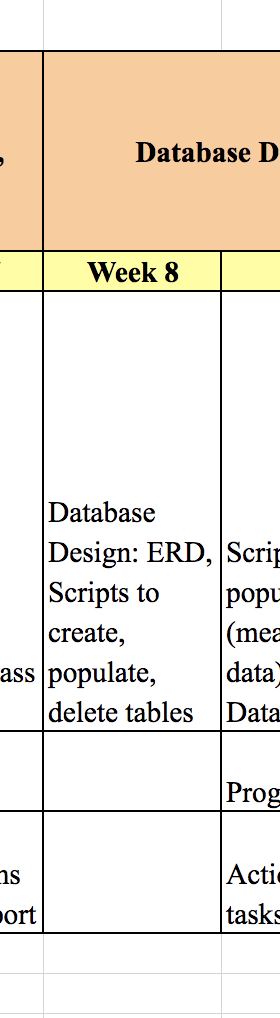 Database D
Week 8
Database
Design: ERD,
Scripts to
create,
populate,
delete tables
ass
Scrip
popu
(mea
data)
Data
Prog
ns
port
Actio
tasks